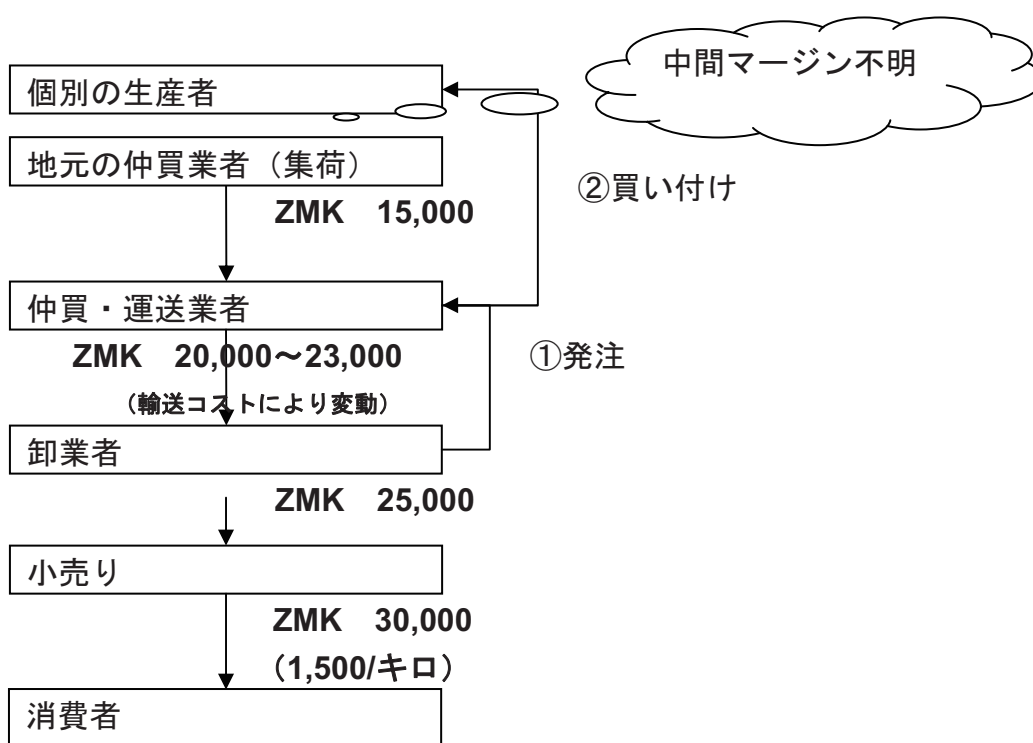 中間マージン不明
個別の生産者
地元の仲買業者（集荷）
②買い付け
ZMK　15,000
仲買・運送業者
ZMK　20,000～23,000
①発注
（輸送コストにより変動）
卸業者
ZMK　25,000
小売り
ZMK　30,000
（1,500/キロ）
消費者